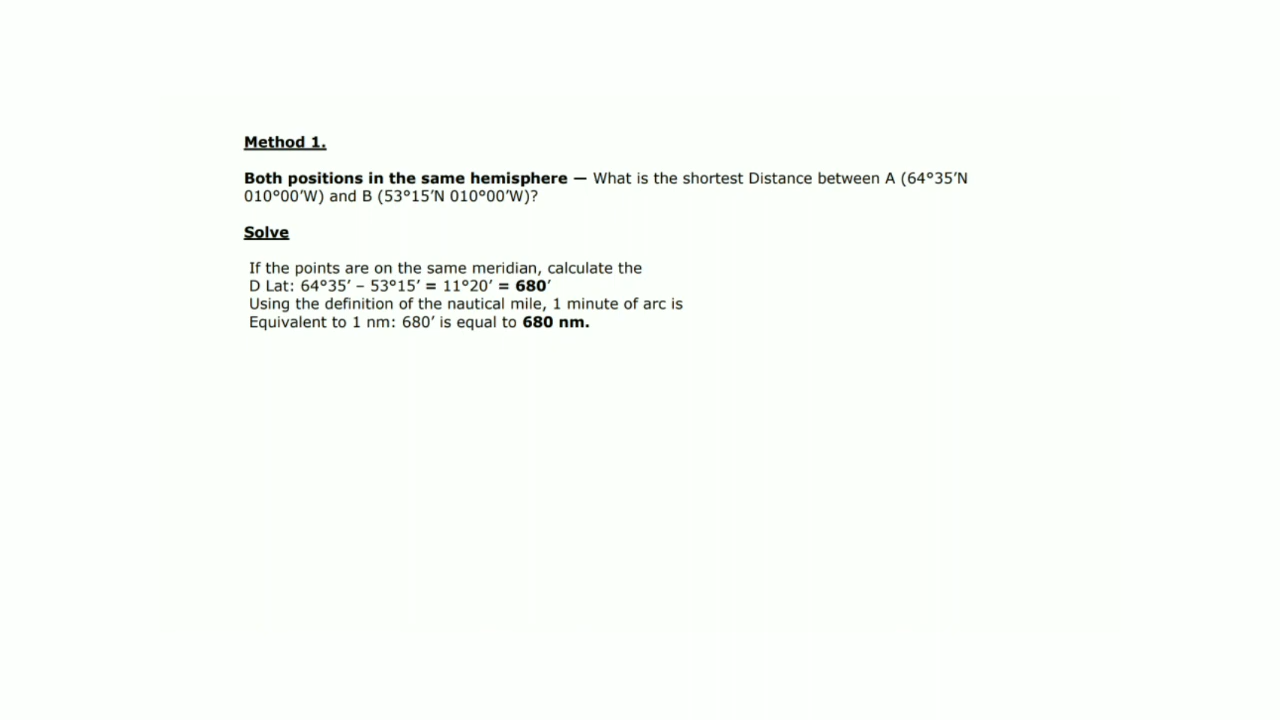 Method 1.
Both positions in the same hemisphere — What is the shortest Distance between A (64°35′N
010°00′W) and B (53°15′N 010°00′W)?
Solve
If the points are on the same meridian, calculate the
D Lat: 64°35′ – 53°15′ = 11°20′ = 680′
Using the definition of the nautical mile, 1 minute of arc is
Equivalent to 1 nm: 680′ is equal to 680 nm.